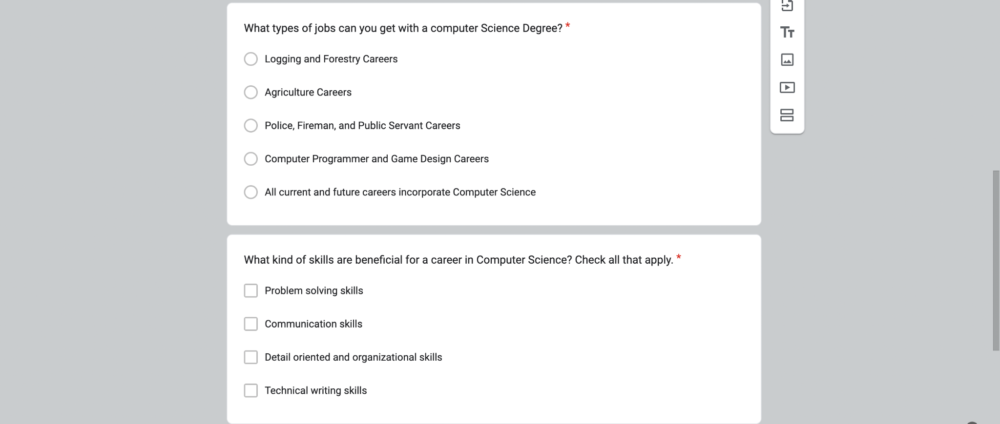 What types of jobs can you get with a computer Science Degree? *
Logging and Forestry Careers
Agriculture Careers
Police, Fireman, and Public Servant Careers
Computer Programmer and Game Design Careers
All current and future careers incorporate Computer Science
What kind of skills are beneficial for a career in Computer Science? Check all that apply. *
Problem solving skills
Communication skills
Detail oriented and organizational skills
Technical writing skills